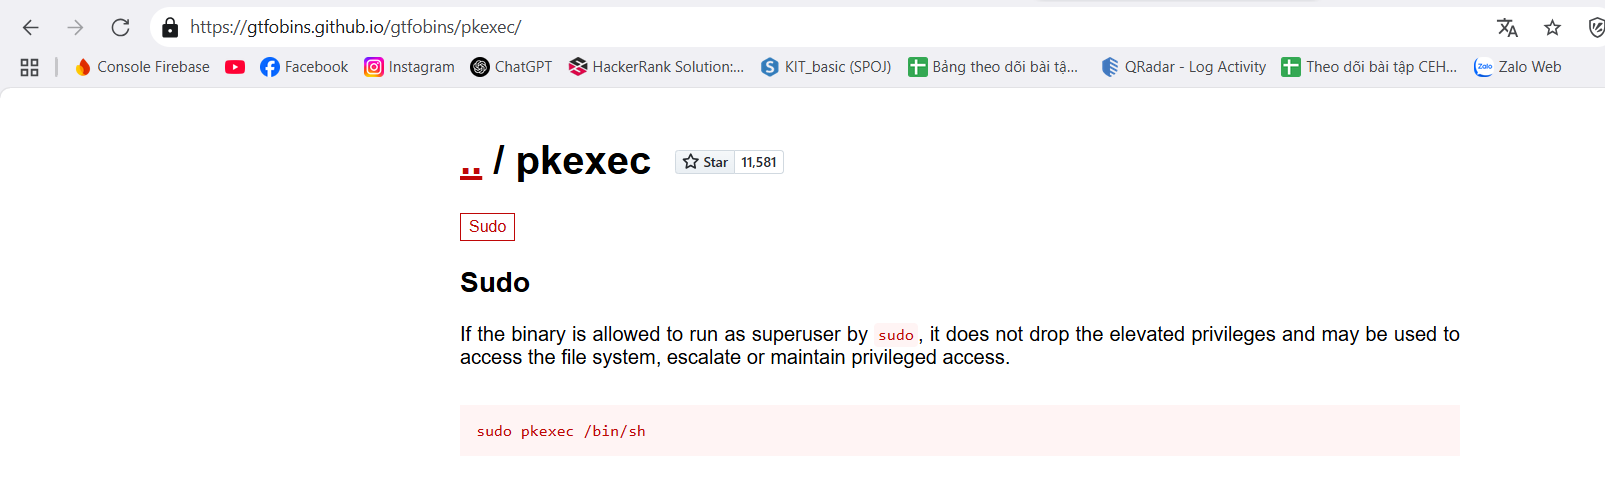 https://gtfobins.github.io/gtfobins/pkexec/
Console Firebase
Facebook
Instagram
ChatGPT
HackerRank Solution:...
KIT_basic (SPOJ)
Bảng theo dõi bài tậ...
QRadar - Log Activity
Theo dõi bài tập CEH...
Zalo Zalo Web
.. / pkexec Star 11,581
Sudo
Sudo
If the binary is allowed to run as superuser by sudo, it does not drop the elevated privileges and may be used to
access the file system, escalate or maintain privileged access.
sudo pkexec /bin/sh